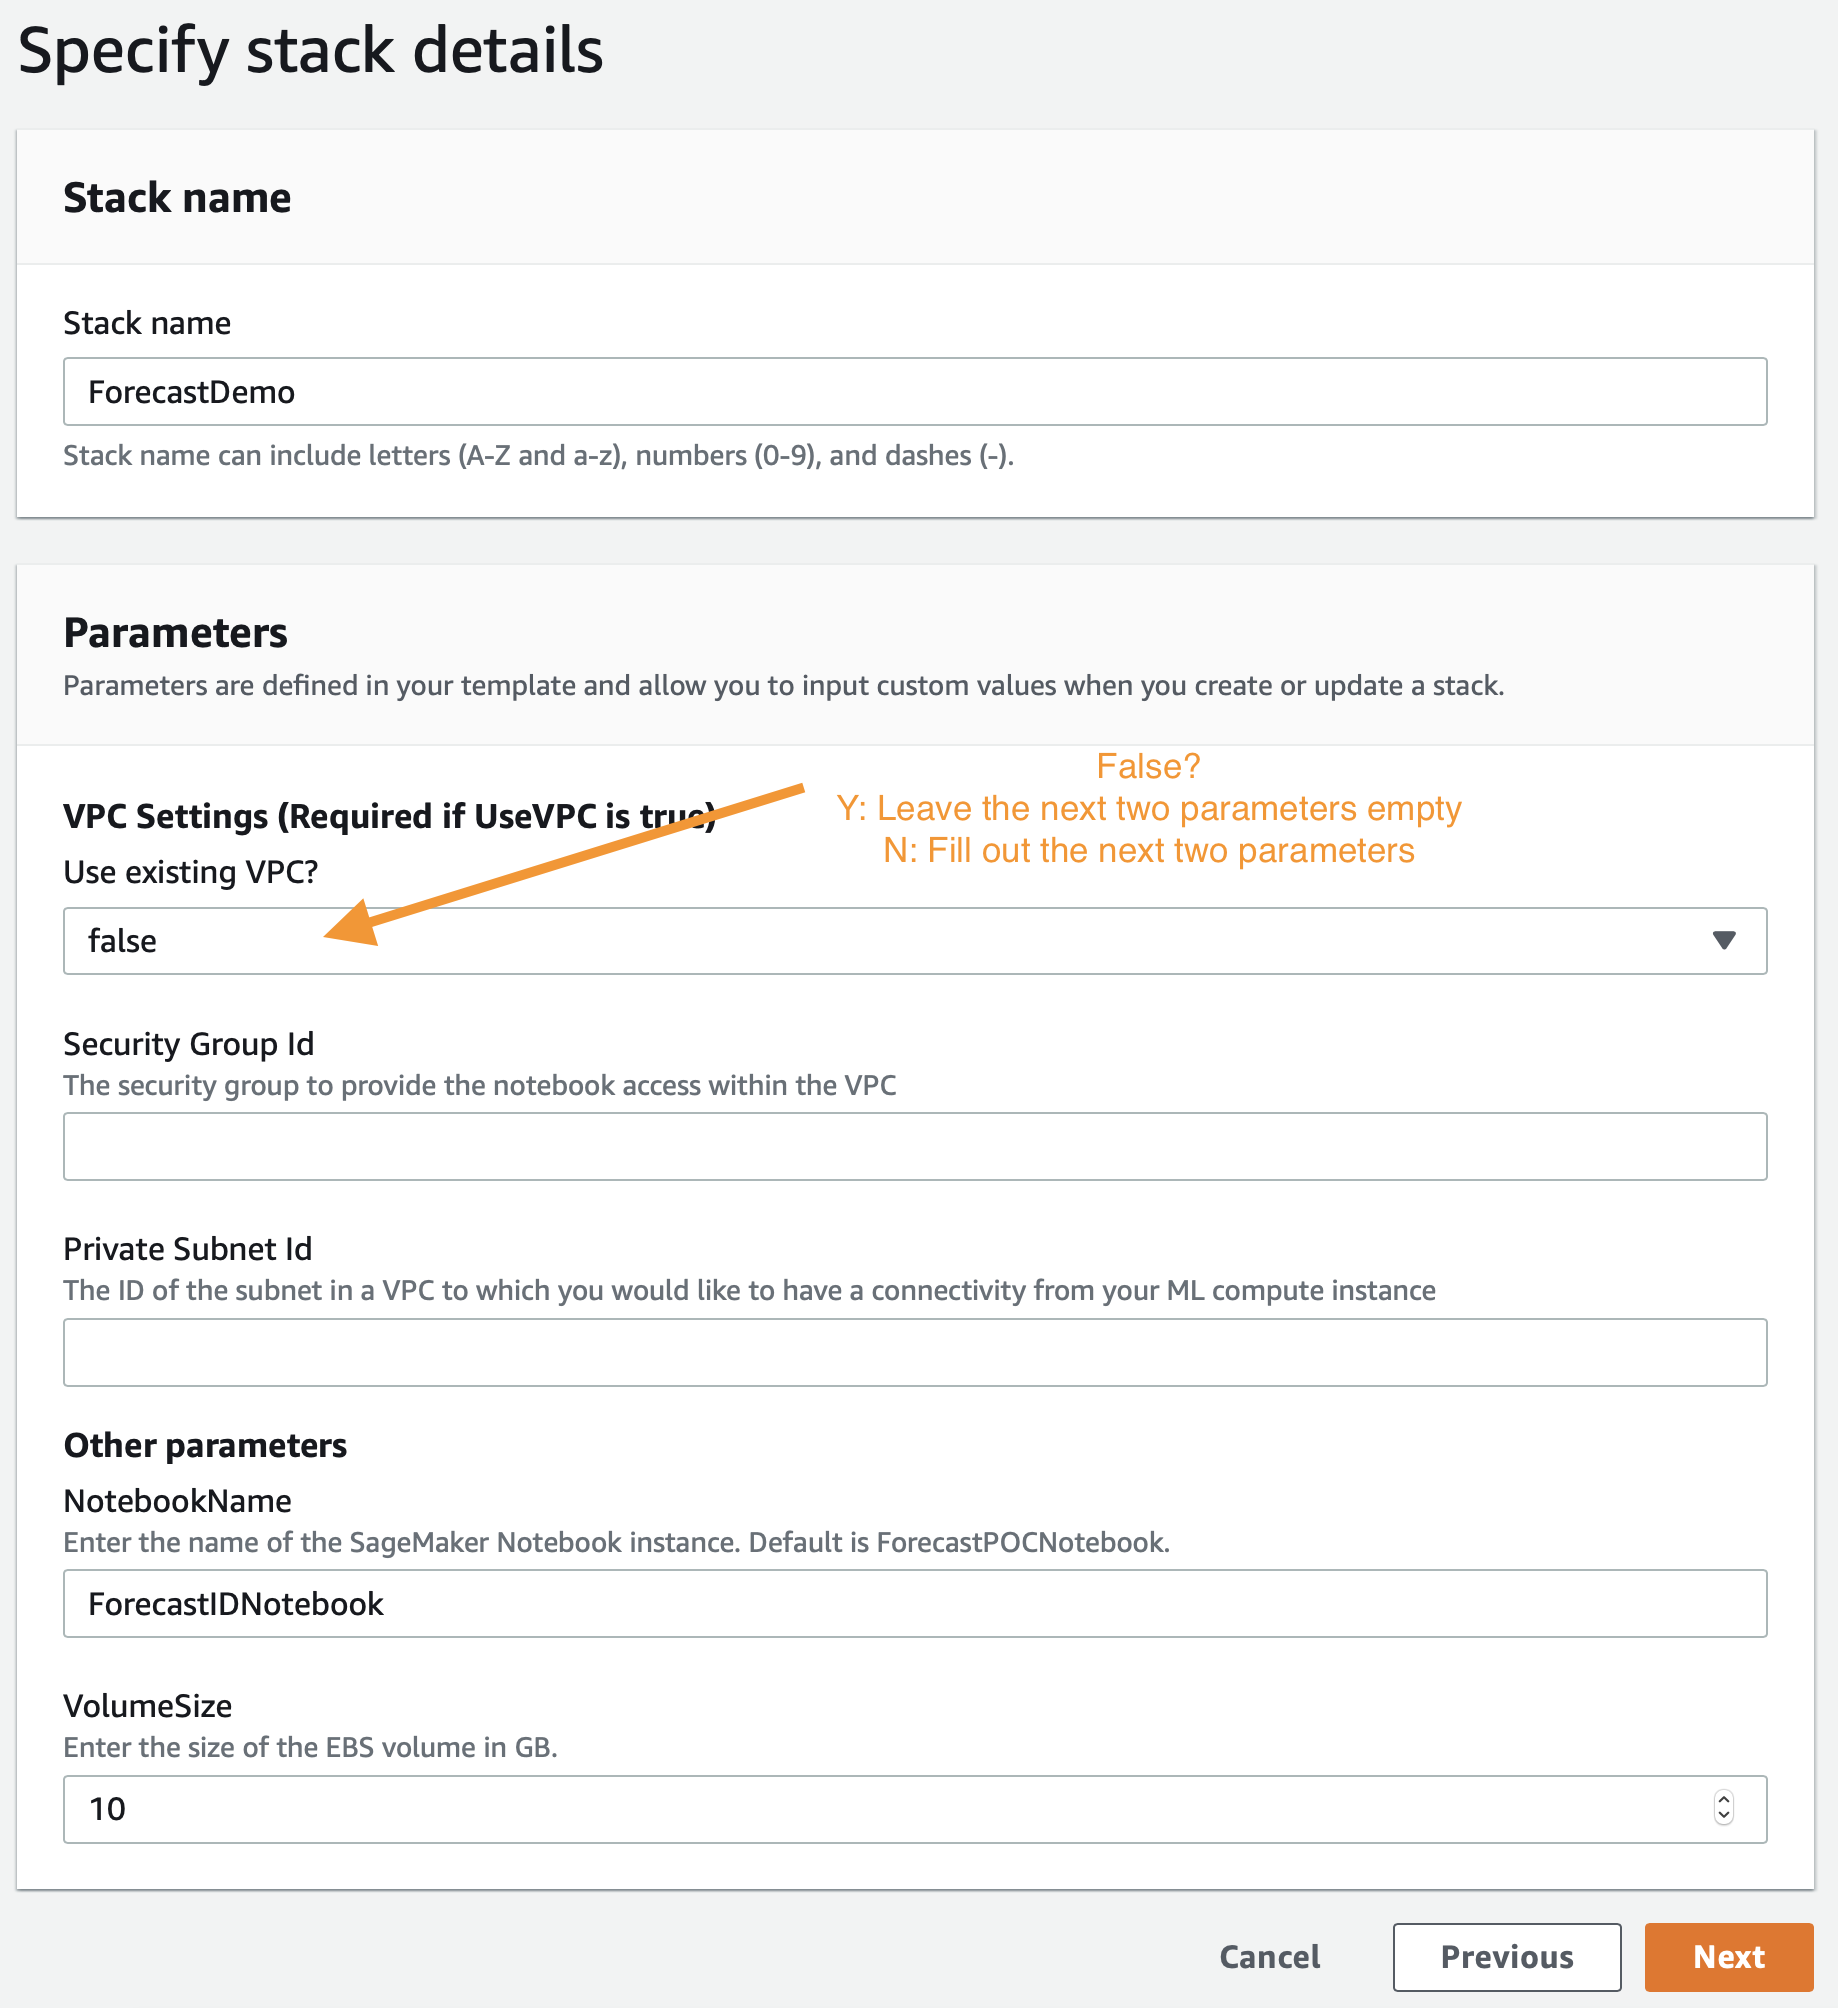 Specify stack details
Stack name
Stack name
ForecastDemo
Stack name can include letters (A-Z and a-z), numbers (0-9), and dashes (-).
Parameters
Parameters are defined in your template and allow you to input custom values when you create or update a stack.
False?
Y: Leave the next two parameters empty
N: Fill out the next two parameters
VPC Settings (Required if UseVPC is true)
Use existing VPC?
false
Security Group Id
The security group to provide the notebook access within the VPC
Private Subnet Id
The ID of the subnet in a VPC to which you would like to have a connectivity from your ML compute instance
Other parameters
NotebookName
Enter the name of the SageMaker Notebook instance. Default is ForecastPOCNotebook.
ForecastIDNotebook
VolumeSize
Enter the size of the EBS volume in GB.
10
Cancel
Previous
Next